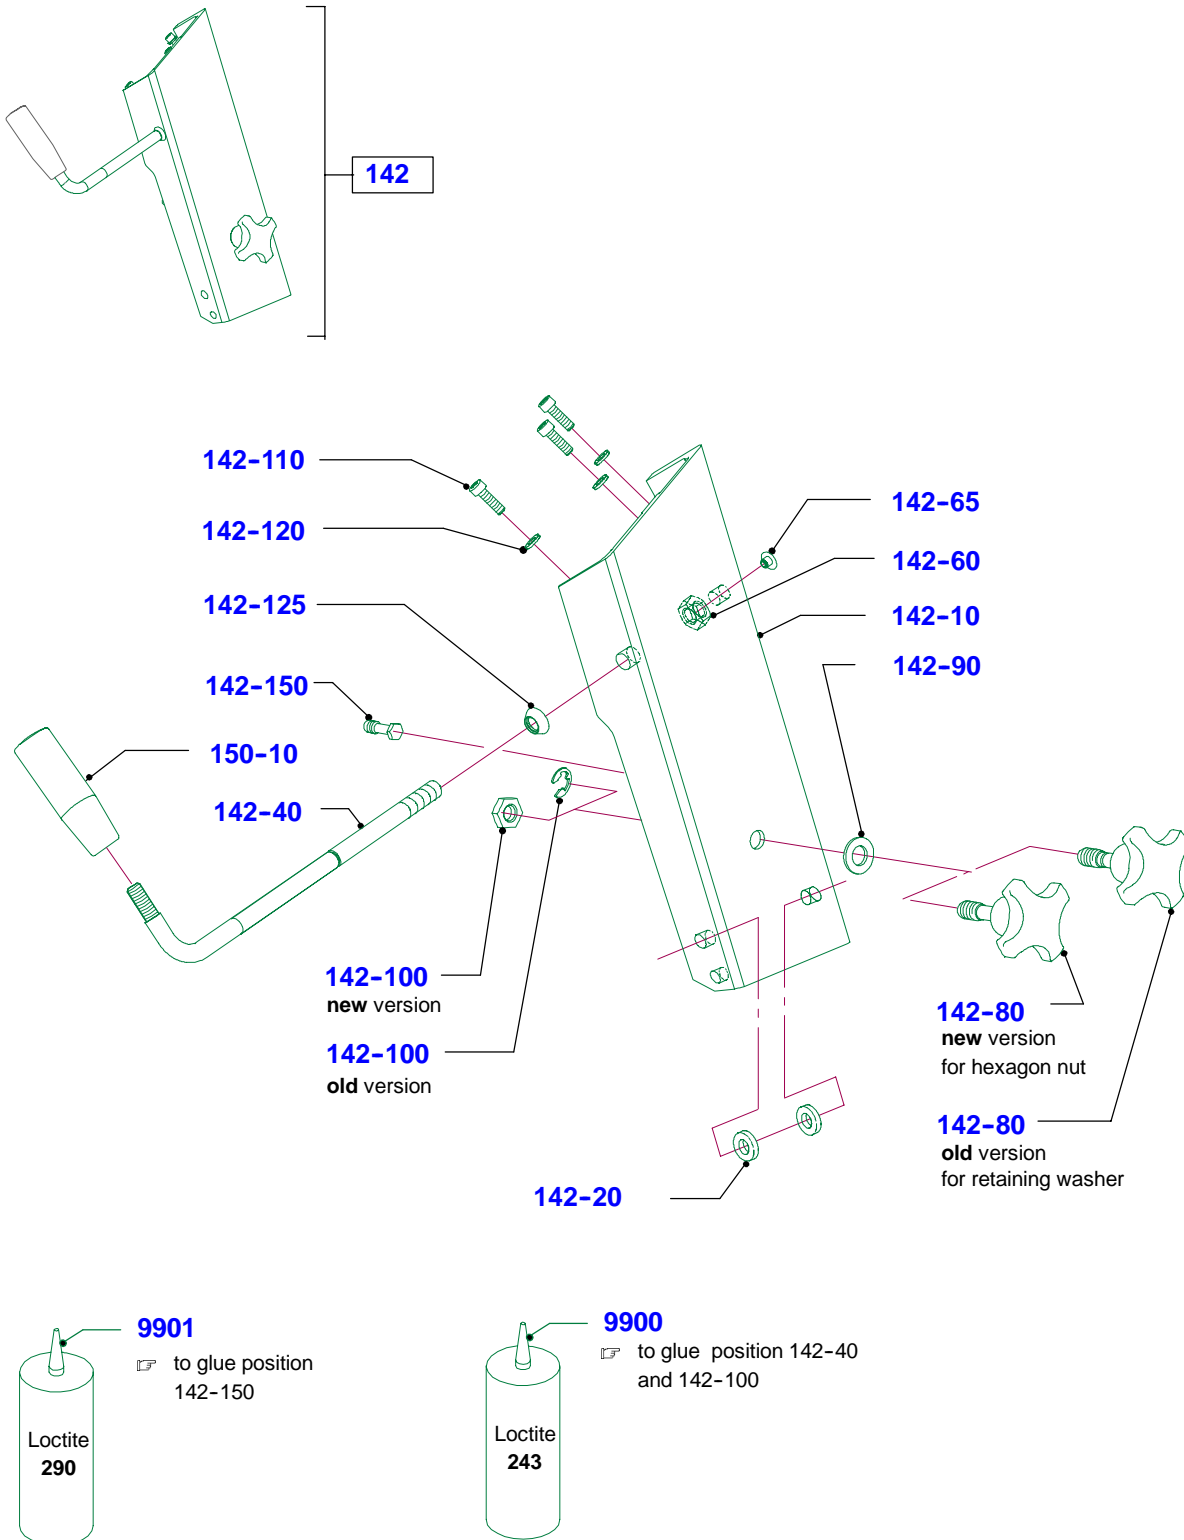 142
142-110
142-120
142-125
142-150
150-10
142-40
142-65
142-60
142-10
142-90
142-100
new version
142-100
old version
142-80
new version
for hexagon nut
142-80
old version
for retaining washer
142-20
9901
☞ to glue position
142-150
Loctite
290
9900
☞ to glue position 142-40
and 142-100
Loctite
243